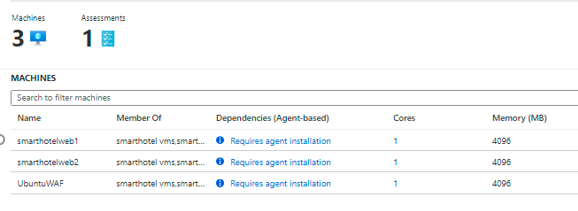 Machines Assessments
3 1
MACHINES
Search to filter machines
Name Member Of Dependencies (Agent-based) Cores Memory (MB)
smarthotelweb1 smarthotel vms,smart... Requires agent installation 1 4096
smarthotelweb2 smarthotel vms,smart... Requires agent installation 1 4096
UbuntuWAF smarthotel vms,smart... Requires agent installation 1 4096